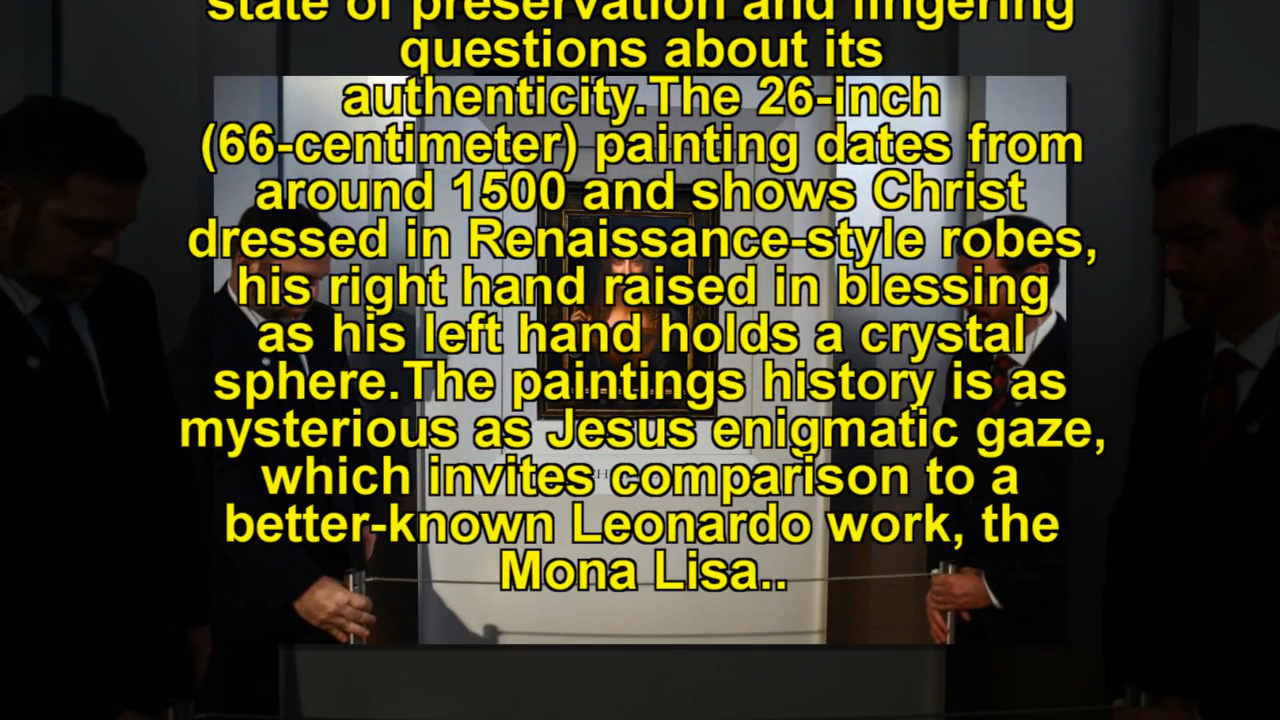 state of preservation and lingering
questions about its
authenticity.The 26-inch
(66-centimeter) painting dates from
around 1500 and shows Christ
dressed in Renaissance-style robes,
his right hand raised in blessing
as his left hand holds a crystal
sphere.The paintings history is as
mysterious as Jesus enigmatic gaze,
which invites comparison to a
better-known Leonardo work, the
Mona Lisa..